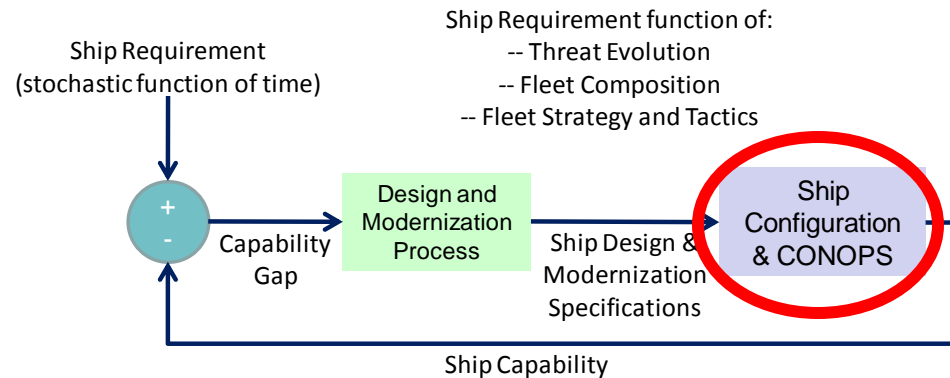 Ship Requirement
(stochastic function of time)
Ship Requirement function of:
-- Threat Evolution
-- Fleet Composition
-- Fleet Strategy and Tactics
+
-
Capability
Gap
Design and
Modernization
Process
Ship Design &
Modernization
Specifications
Ship
Configuration
& CONOPS
Ship Capability